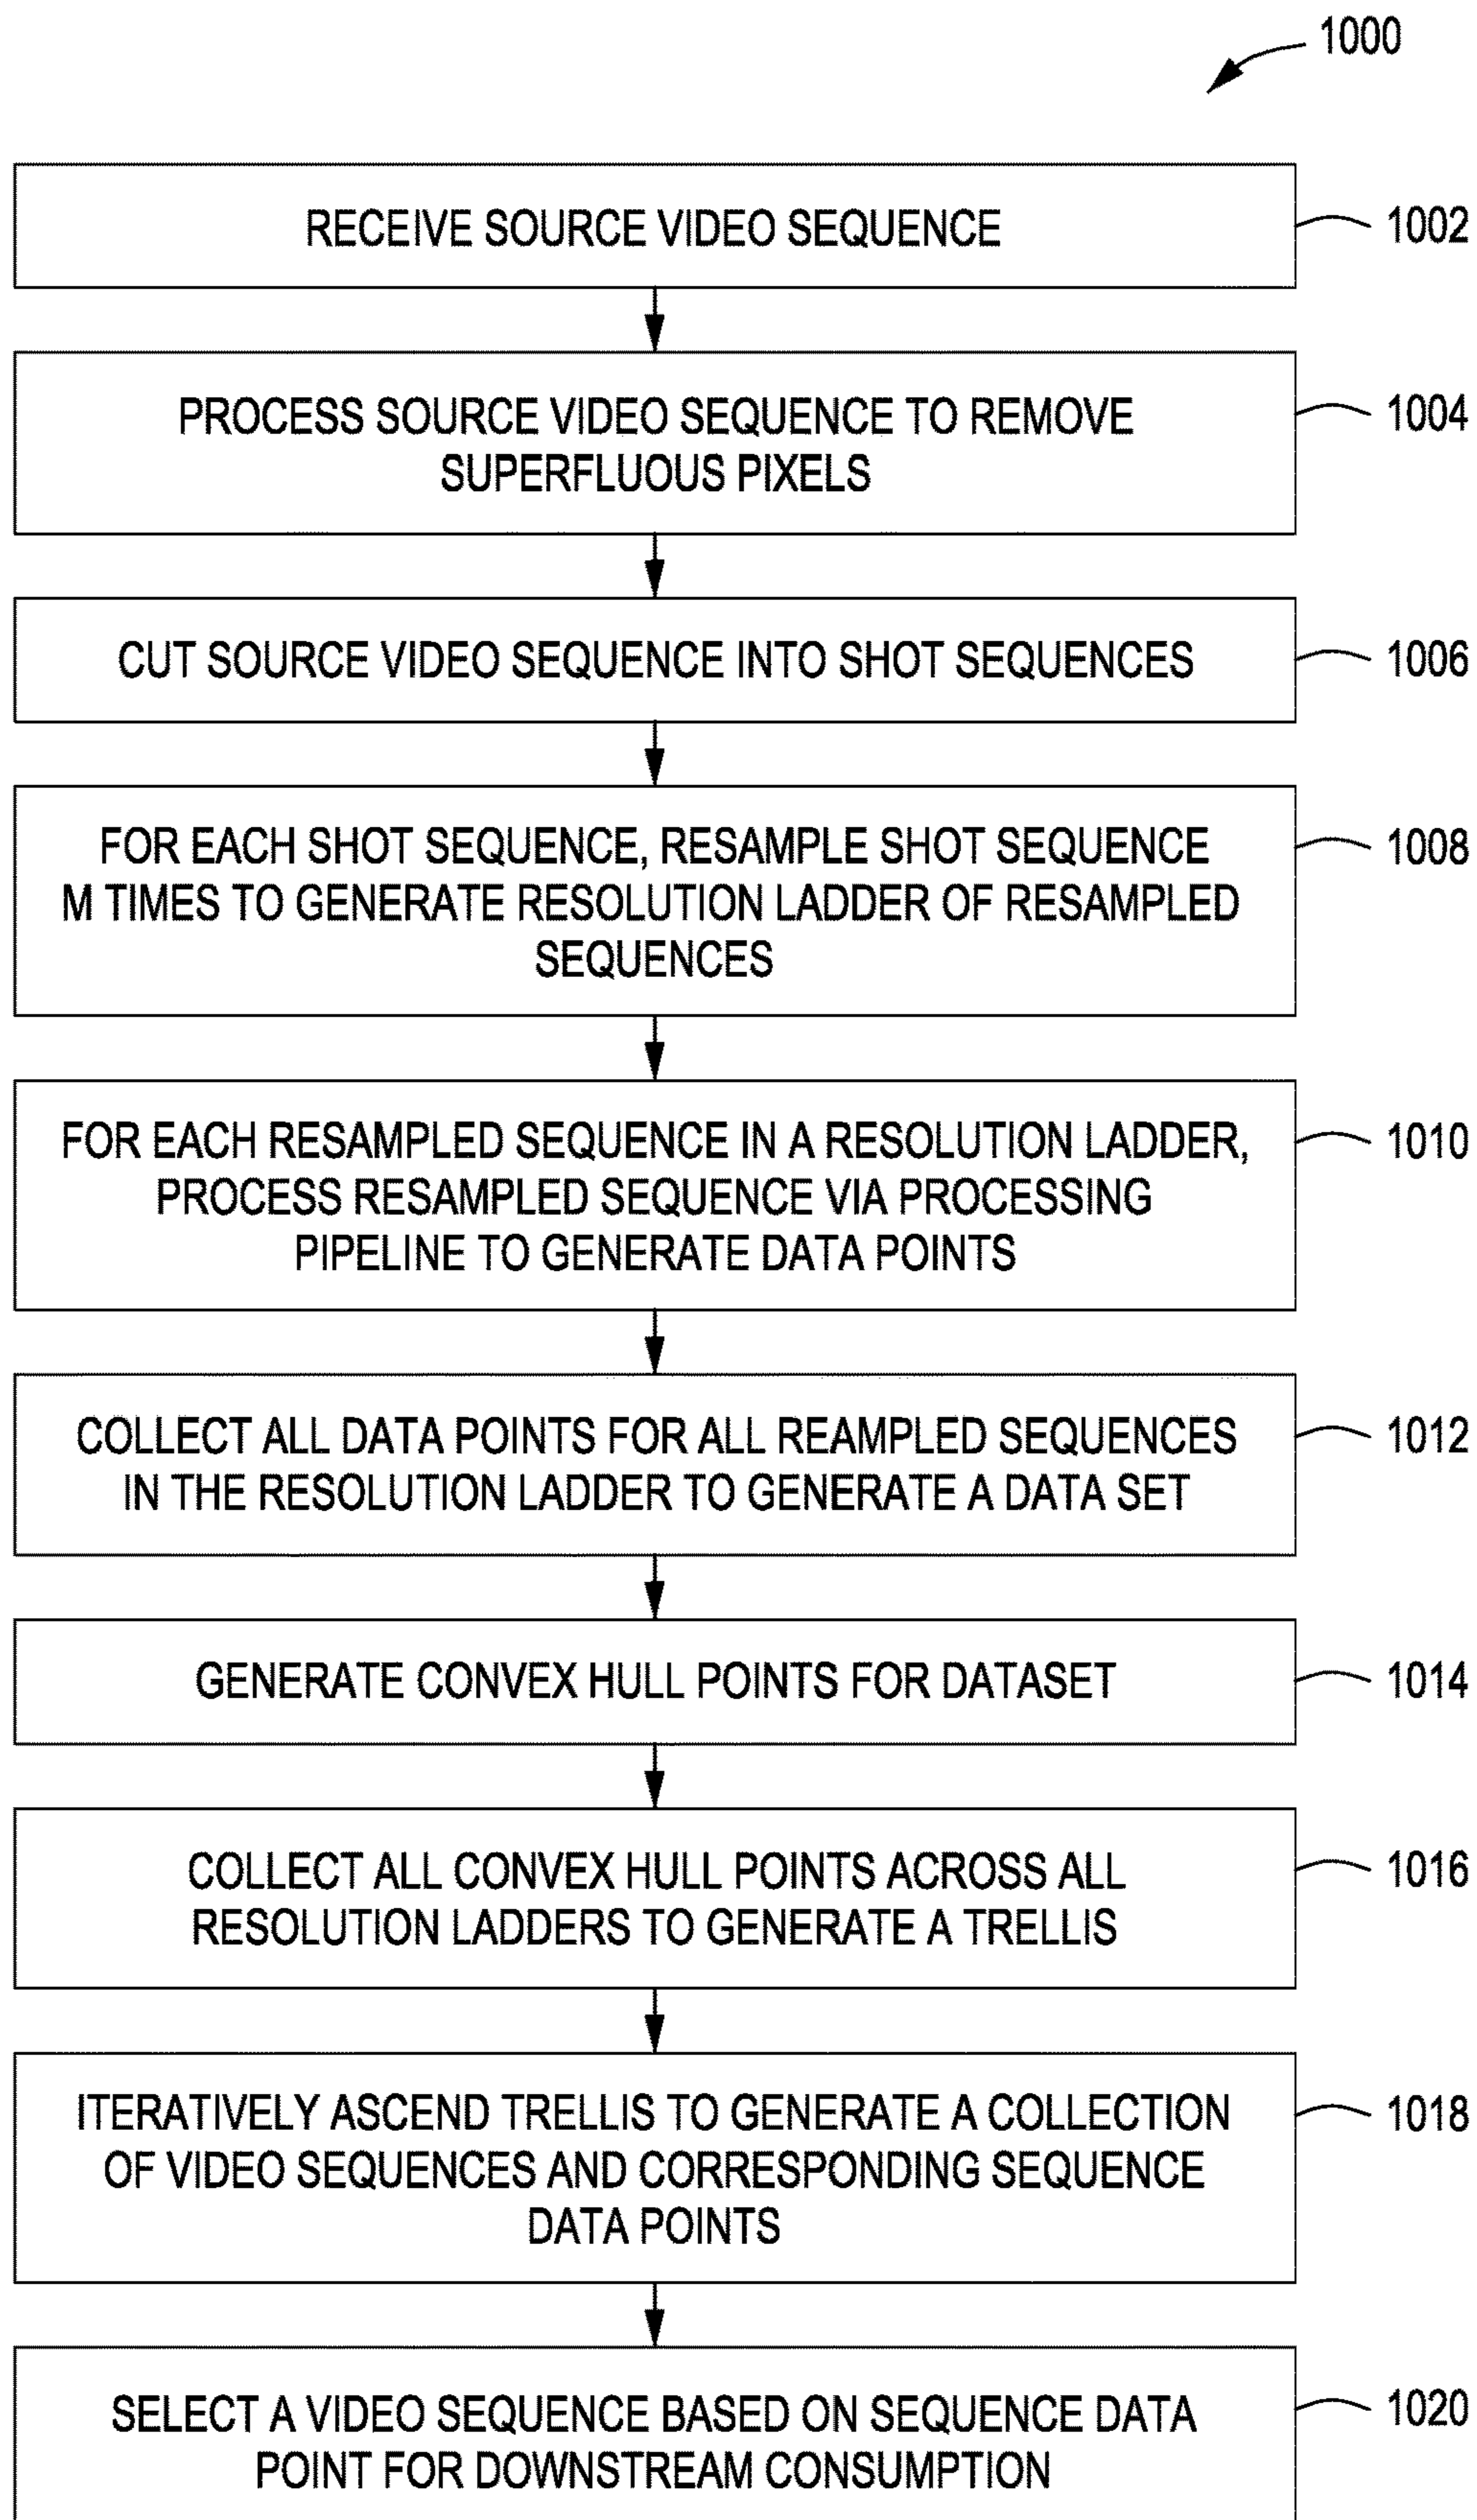 1000
RECEIVE SOURCE VIDEO SEQUENCE
1002
PROCESS SOURCE VIDEO SEQUENCE TO REMOVE
SUPERFLUOUS PIXELS
1004
CUT SOURCE VIDEO SEQUENCE INTO SHOT SEQUENCES
1006
FOR EACH SHOT SEQUENCE, RESAMPLE SHOT SEQUENCE
M TIMES TO GENERATE RESOLUTION LADDER OF RESAMPLED
SEQUENCES
1008
FOR EACH RESAMPLED SEQUENCE IN A RESOLUTION LADDER,
PROCESS RESAMPLED SEQUENCE VIA PROCESSING
PIPELINE TO GENERATE DATA POINTS
1010
COLLECT ALL DATA POINTS FOR ALL REAMPLED SEQUENCES
IN THE RESOLUTION LADDER TO GENERATE A DATA SET
1012
GENERATE CONVEX HULL POINTS FOR DATASET
1014
COLLECT ALL CONVEX HULL POINTS ACROSS ALL
RESOLUTION LADDERS TO GENERATE A TRELLIS
1016
ITERATIVELY ASCEND TRELLIS TO GENERATE A COLLECTION
OF VIDEO SEQUENCES AND CORRESPONDING SEQUENCE
DATA POINTS
1018
SELECT A VIDEO SEQUENCE BASED ON SEQUENCE DATA
POINT FOR DOWNSTREAM CONSUMPTION
1020